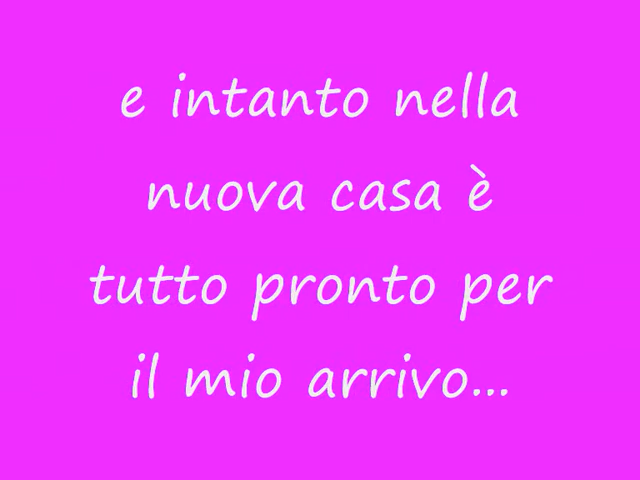 e intanto nella
nuova casa è
tutto pronto per
il mio arrivo...